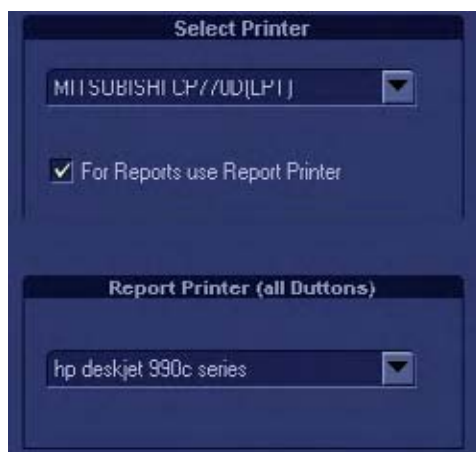 Select Printer
MITSUBISHI CP770D(LPT)
For Reports use Report Printer
Report Printer (all Buttons)
hp deskjet 990c series